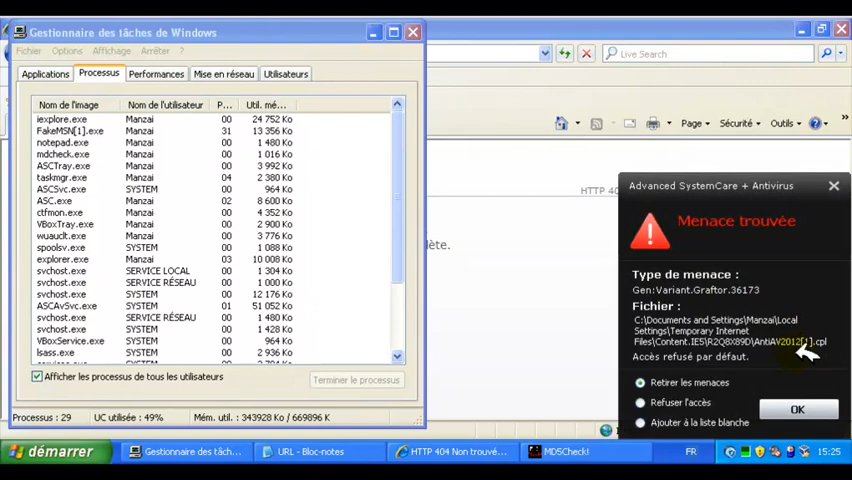 Gestionnaire des tâches de Windows
Fichier Options Affichage Arrêter ?
Applications Processus Performances Mise en réseau Utilisateurs
Nom de l'image Nom de l'utilisateur P... Util. mé...
iexplore.exe Manzai 00 24 752 Ko
FakeMSN[1].exe Manzai 31 13 356 Ko
notepad.exe Manzai 00 1 480 Ko
mdcheck.exe Manzai 00 1 016 Ko
ASCTray.exe Manzai 00 3 992 Ko
taskmgr.exe Manzai 04 2 380 Ko
ASCSvc.exe SYSTEM 00 964 Ko
ASC.exe Manzai 02 8 600 Ko
ctfmon.exe Manzai 00 4 352 Ko
VBoxTray.exe Manzai 00 2 900 Ko
wuauclt.exe Manzai 00 3 776 Ko
spoolsv.exe SYSTEM 00 1 088 Ko
explorer.exe Manzai 03 10 008 Ko
svchost.exe SERVICE LOCAL 00 1 304 Ko
svchost.exe SERVICE RÉSEAU 00 1 280 Ko
svchost.exe SYSTEM 00 12 176 Ko
ASCAvSvc.exe SYSTEM 01 51 052 Ko
svchost.exe SERVICE RÉSEAU 00 1 264 Ko
svchost.exe SYSTEM 00 1 428 Ko
VBoxService.exe SYSTEM 00 964 Ko
lsass.exe SYSTEM 00 2 936 Ko
Afficher les processus de tous les utilisateurs
Terminer le processus
Processus : 29 UC utilisée : 49% Mém. util. : 343928 Ko / 669896 K
Live Search
Page Sécurité Outils »
HTTP 40
lète.
Advanced SystemCare + Antivirus
Menace trouvée
Type de menace :
Gen:Variant.Graftor.36173
Fichier :
C:\Documents and Settings\Manzai\Local
Settings\Temporary Internet
Files\Content.IE5\R2Q8X89D\AntiAV2012[1].cpl
Accès refusé par défaut.
Retirer les menaces
Refuser l'accès
Ajouter à la liste blanche
OK
démarrer Gestionnaire des tâch... URL - Bloc-notes HTTP 404 Non trouvé... MD5Check! FR 15:25